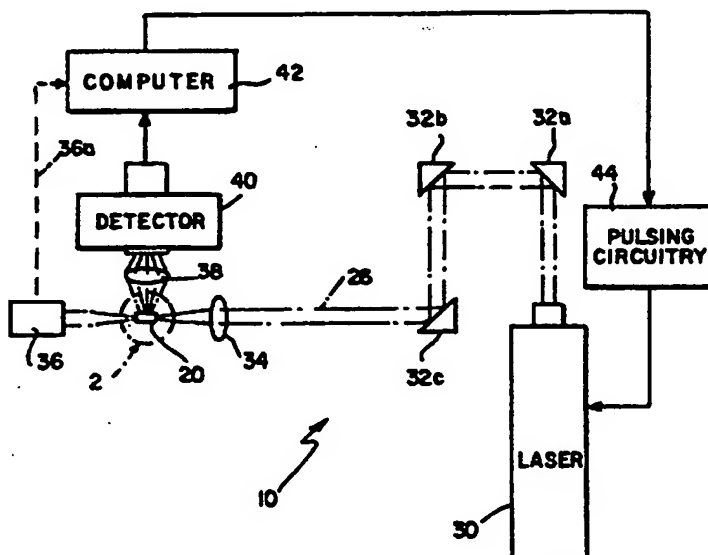 COMPUTER
42
32b
32a
36a
44
40
DETECTOR
PULSING
CIRCUITRY
38
28
36
2
20
34
32c
10
LASER
30